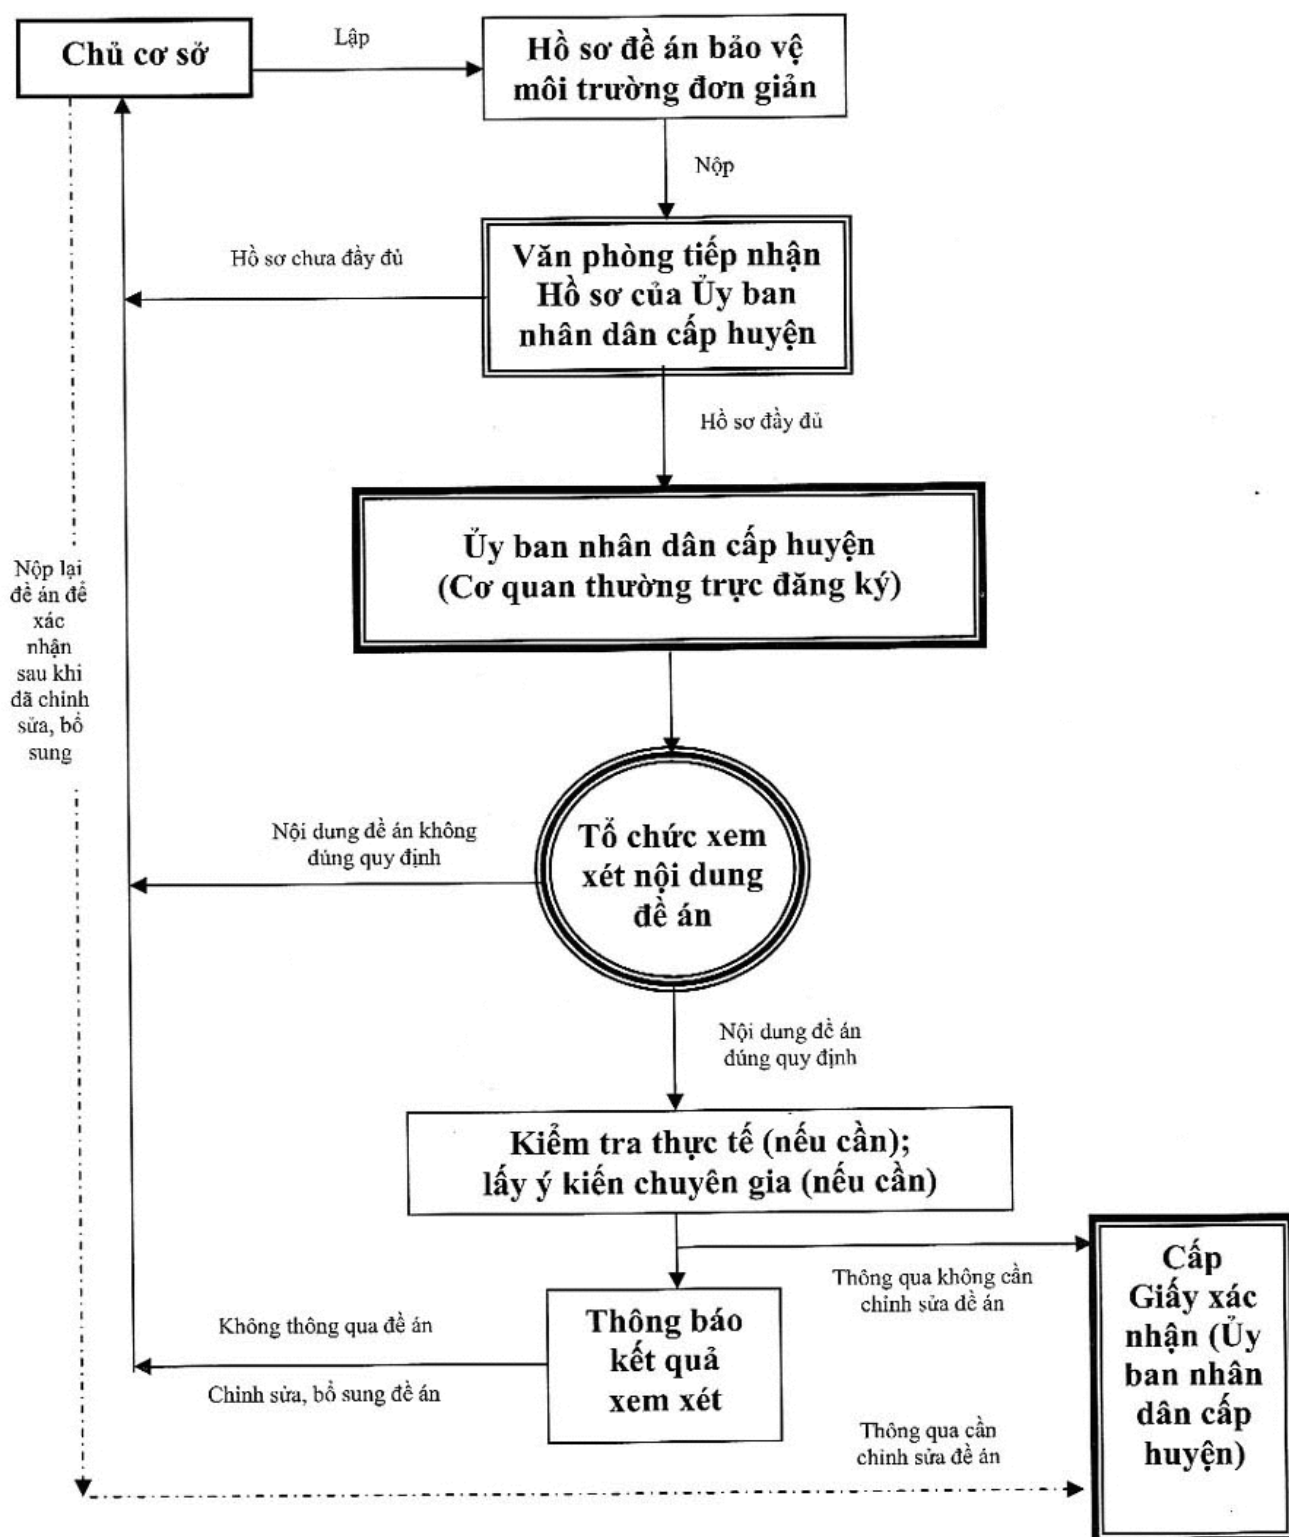 Chủ cơ sở
Lập
Hồ sơ đề án bảo vệ
môi trường đơn giản
Nộp
Văn phòng tiếp nhận
Hồ sơ của Ủy ban
nhân dân cấp huyện
Hồ sơ chưa đầy đủ
Hồ sơ đầy đủ
Ủy ban nhân dân cấp huyện
(Cơ quan thường trực đăng ký)
Nộp lại
đề án để
xác
nhận
sau khi
đã chỉnh
sửa, bổ
sung
Nội dung đề án không
đúng quy định
Tổ chức xem
xét nội dung
đề án
Nội dung đề án
đúng quy định
Kiểm tra thực tế (nếu cần);
lấy ý kiến chuyên gia (nếu cần)
Thông qua không cần
chỉnh sửa đề án
Không thông qua đề án
Chỉnh sửa, bổ sung đề án
Thông báo
kết quả
xem xét
Thông qua cần
chỉnh sửa đề án
Cấp
Giấy xác
nhận (Ủy
ban nhân
dân cấp
huyện)